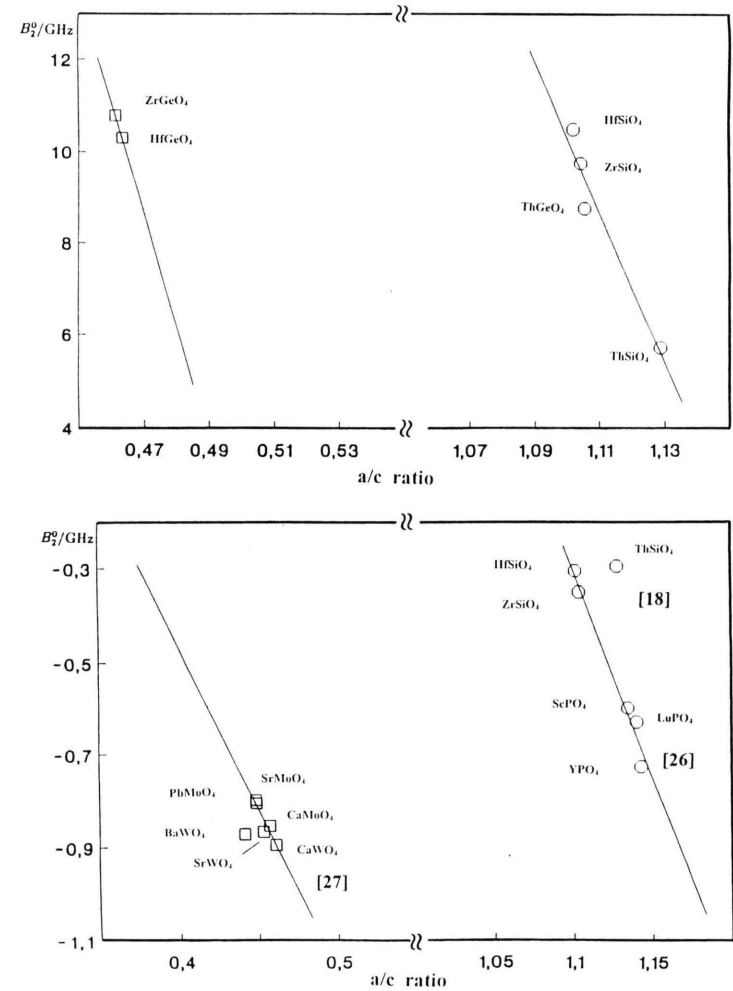 B₂⁰/GHz
12
10
8
6
4
ZrGeO₄
HfGeO₄
HfSiO₄
ZrSiO₄
ThGeO₄
ThSiO₄
0,47 0,49 0,51 0,53 1,07 1,09 1,11 1,13
a/c ratio
B₂⁰/GHz
-0,3
-0,5
-0,7
-0,9
-1,1
ThSiO₄
HfSiO₄
[18]
ZrSiO₄
ScPO₄
LuPO₄
[26]
YPO₄
SrMoO₄
PbMoO₄
CaMoO₄
BaWO₄
CaWO₄
SrWO₄
[27]
0,4 0,5 1,05 1,1 1,15
a/c ratio